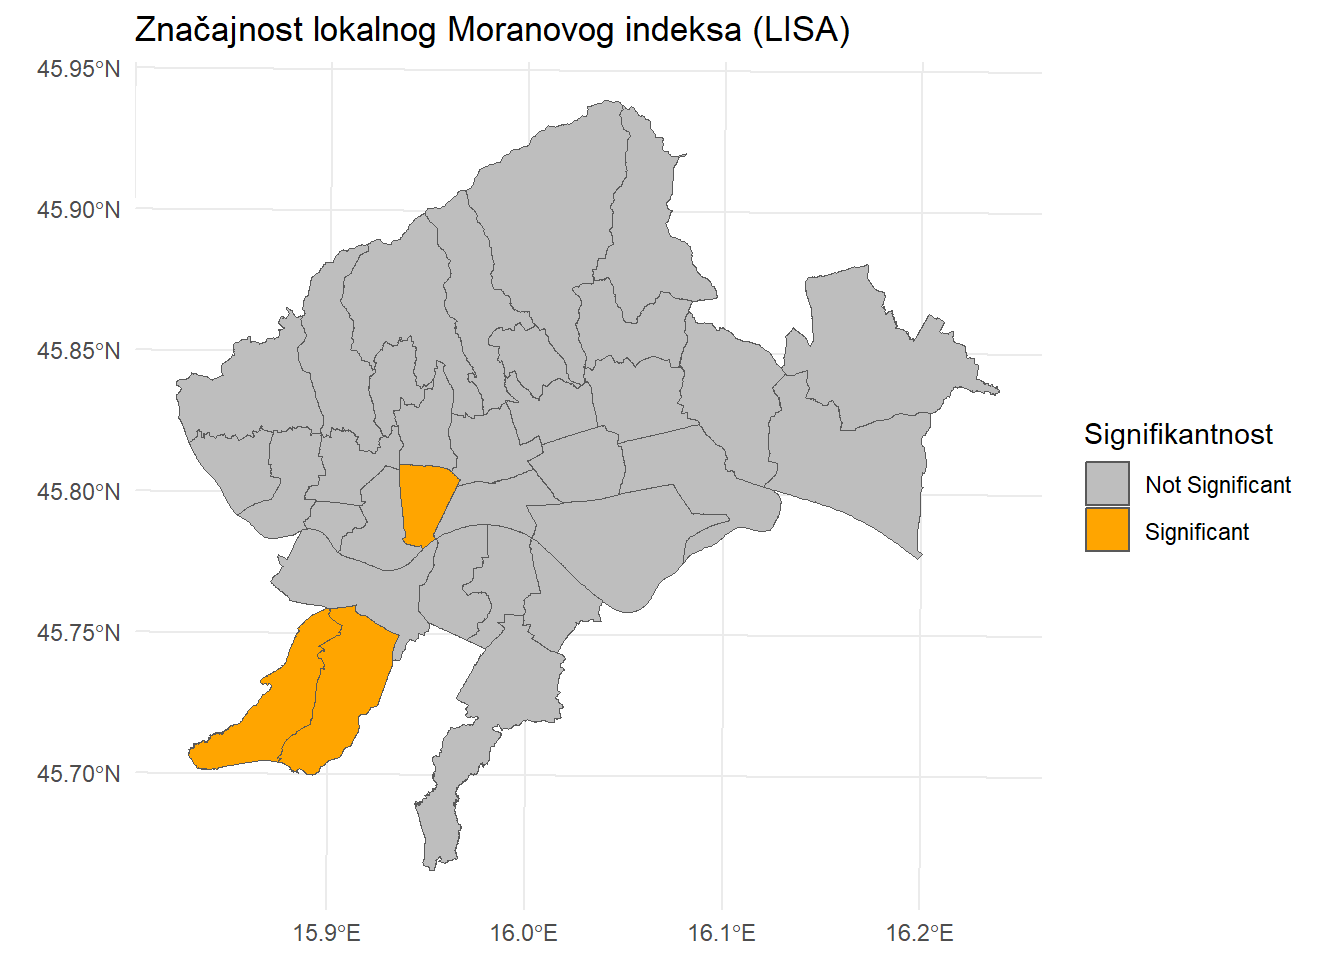 Značajnost lokalnog Moranovog indeksa (LISA)
45.95°N
45.90°N
45.85°N
45.80°N
45.75°N
45.70°N
15.9°E
16.0°E
16.1°E
16.2°E
Signifikantnost
Not Significant
Significant